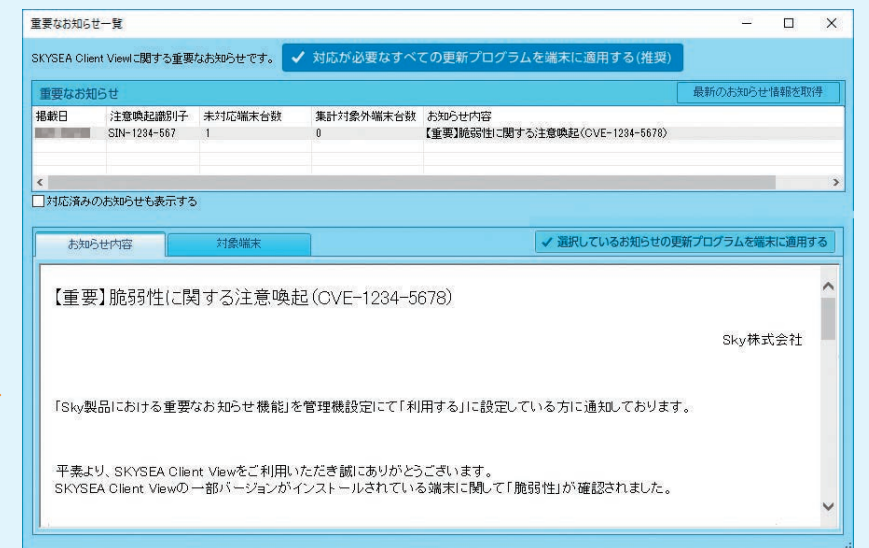 重要なお知らせ一覧
SKYSEA Client Viewに関する重要なお知らせです。 対応が必要なすべての更新プログラムを端末に適用する(推奨)
重要なお知らせ 最新のお知らせ情報を取得
掲載日 注意喚起識別子 未対応端末台数 集計対象外端末台数 お知らせ内容
SIN-1234-567 1 0 【重要】脆弱性に関する注意喚起(CVE-1234-5678)
対応済みのお知らせも表示する
お知らせ内容 対象端末 選択しているお知らせの更新プログラムを端末に適用する
【重要】脆弱性に関する注意喚起(CVE-1234-5678)
Sky株式会社
「Sky製品における重要なお知らせ機能」を管理機設定にて「利用する」に設定している方に通知しております。
平素より、SKYSEA Client Viewをご利用いただき誠にありがとうございます。
SKYSEA Client Viewの一部バージョンがインストールされている端末に関して「脆弱性」が確認されました。